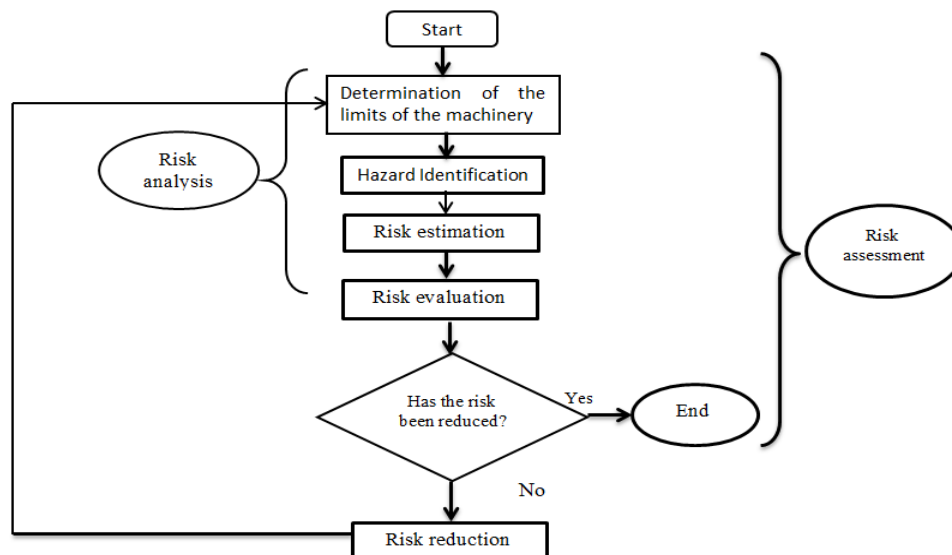 Start
Determination of the
limits of the machinery
Risk
analysis
Hazard Identification
Risk estimation
Risk
assessment
Risk evaluation
Has the risk
been reduced?
Yes
End
No
Risk reduction